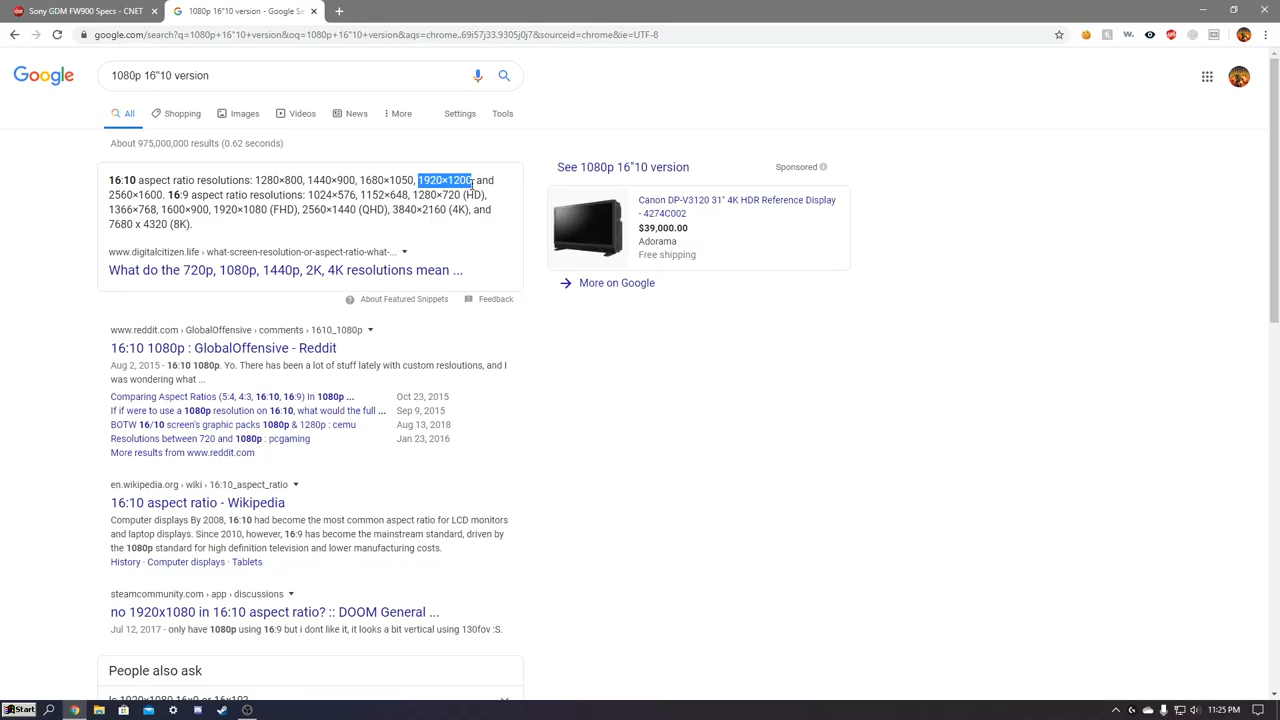 Sony GDM FW900 Specs - CNET
1080p 16"10 version - Google Se
google.com/search?q=1080p+16"10+version&oq=1080p+16"10+version&aqs=chrome..69i57j33.9305j0j7&sourceid=chrome&ie=UTF-8
Google
1080p 16"10 version
All
Shopping
Images
Videos
News
More
Settings
Tools
About 975,000,000 results (0.62 seconds)
16:10 aspect ratio resolutions: 1280×800, 1440×900, 1680×1050, 1920×1200 and
2560×1600. 16:9 aspect ratio resolutions: 1024×576, 1152×648, 1280×720 (HD),
1366×768, 1600×900, 1920×1080 (FHD), 2560×1440 (QHD), 3840×2160 (4K), and
7680 x 4320 (8K).
www.digitalcitizen.life › what-screen-resolution-or-aspect-ratio-what-...
What do the 720p, 1080p, 1440p, 2K, 4K resolutions mean ...
About Featured Snippets
Feedback
See 1080p 16"10 version
Sponsored
Canon DP-V3120 31" 4K HDR Reference Display
- 4274C002
$39,000.00
Adorama
Free shipping
More on Google
www.reddit.com › GlobalOffensive › comments › 1610_1080p
16:10 1080p : GlobalOffensive - Reddit
Aug 2, 2015 - 16:10 1080p. Yo. There has been a lot of stuff lately with custom resloutions, and I
was wondering what ...
Comparing Aspect Ratios (5:4, 4:3, 16:10, 16:9) In 1080p ... Oct 23, 2015
If if were to use a 1080p resolution on 16:10, what would the full ... Sep 9, 2015
BOTW 16/10 screen's graphic packs 1080p & 1280p : cemu Aug 13, 2018
Resolutions between 720 and 1080p : pcgaming Jan 23, 2016
More results from www.reddit.com
en.wikipedia.org › wiki › 16:10_aspect_ratio
16:10 aspect ratio - Wikipedia
Computer displays By 2008, 16:10 had become the most common aspect ratio for LCD monitors
and laptop displays. Since 2010, however, 16:9 has become the mainstream standard, driven by
the 1080p standard for high definition television and lower manufacturing costs.
History · Computer displays · Tablets
steamcommunity.com › app › discussions
no 1920x1080 in 16:10 aspect ratio? :: DOOM General ...
Jul 12, 2017 - only have 1080p using 16:9 but i dont like it, it looks a bit vertical using 130fov :S.
People also ask
Is 1920x1080 16x9 or 16x10?
Start
11:25 PM